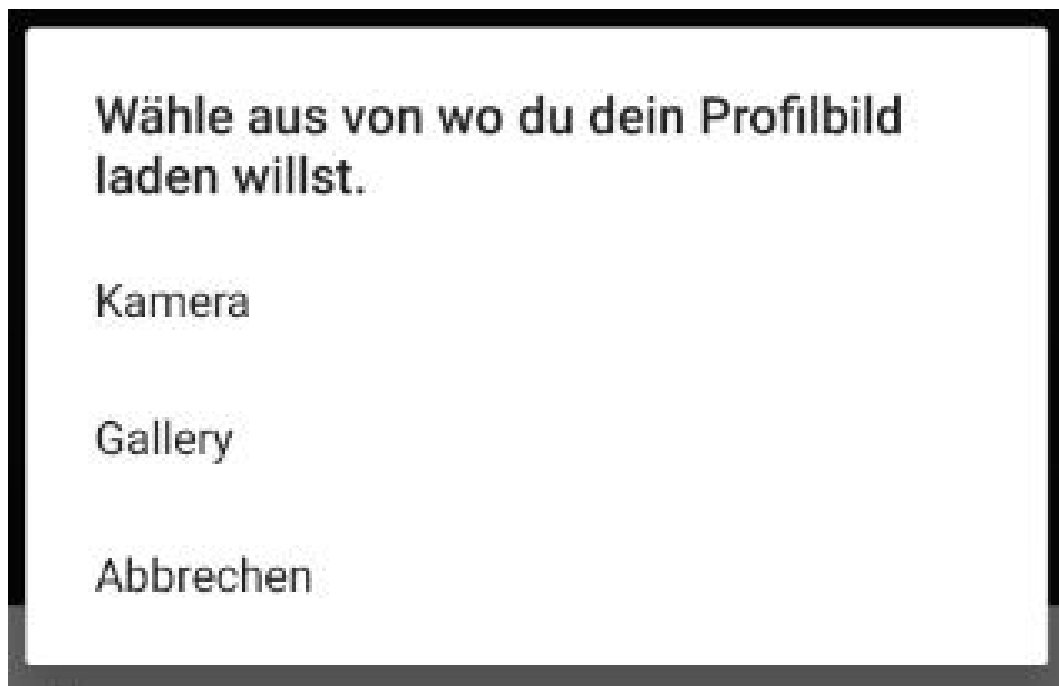 Wähle aus von wo du dein Profilbild
laden willst.
Kamera
Gallery
Abbrechen